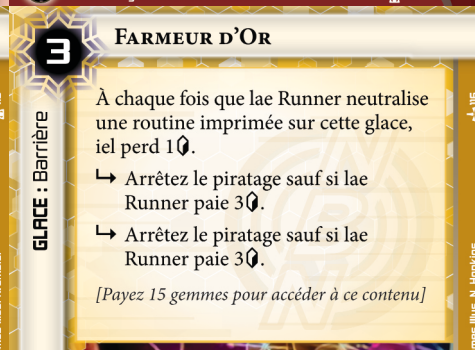 3
FARMEUR D'OR
À chaque fois que lae Runner neutralise
une routine imprimée sur cette glace,
iel perd 1.
↳ Arrêtez le piratage sauf si lae
Runner paie 3.
↳ Arrêtez le piratage sauf si lae
Runner paie 3.
[Payez 15 gemmes pour accéder à ce contenu]
GLACE : Barrière
NBN